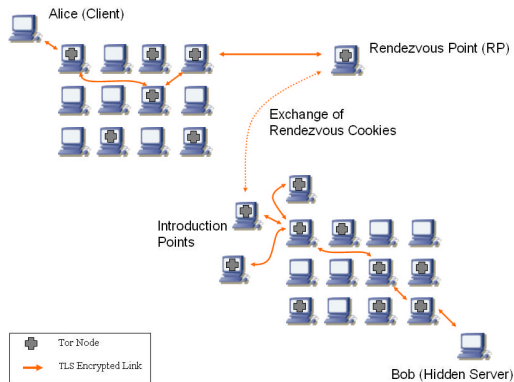 Alice (Client)
Rendezvous Point (RP)
Exchange of
Rendezvous Cookies
Introduction
Points
Tor Node
TLS Encrypted Link
Bob (Hidden Server)